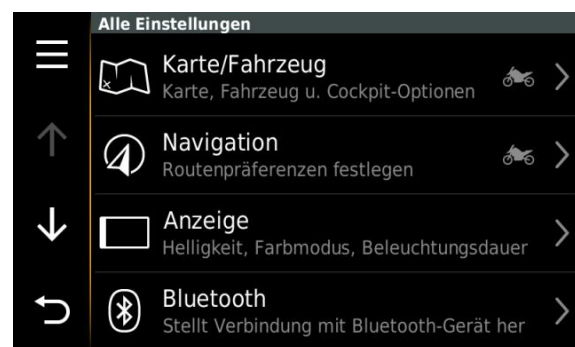 Alle Einstellungen
Karte/Fahrzeug
Karte, Fahrzeug u. Cockpit-Optionen
Navigation
Routenpräferenzen festlegen
Anzeige
Helligkeit, Farbmodus, Beleuchtungsdauer
Bluetooth
Stellt Verbindung mit Bluetooth-Gerät her